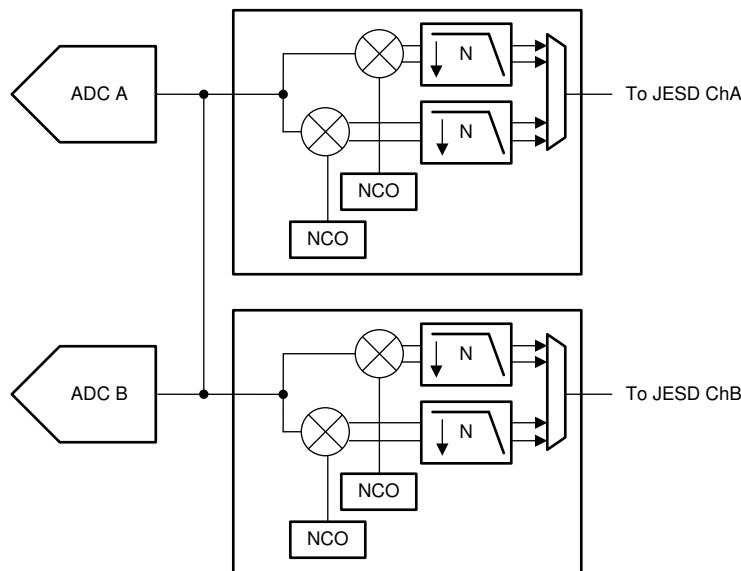 ADC A
N
N
NCO
NCO
To JESD ChA
ADC B
N
N
NCO
NCO
To JESD ChB